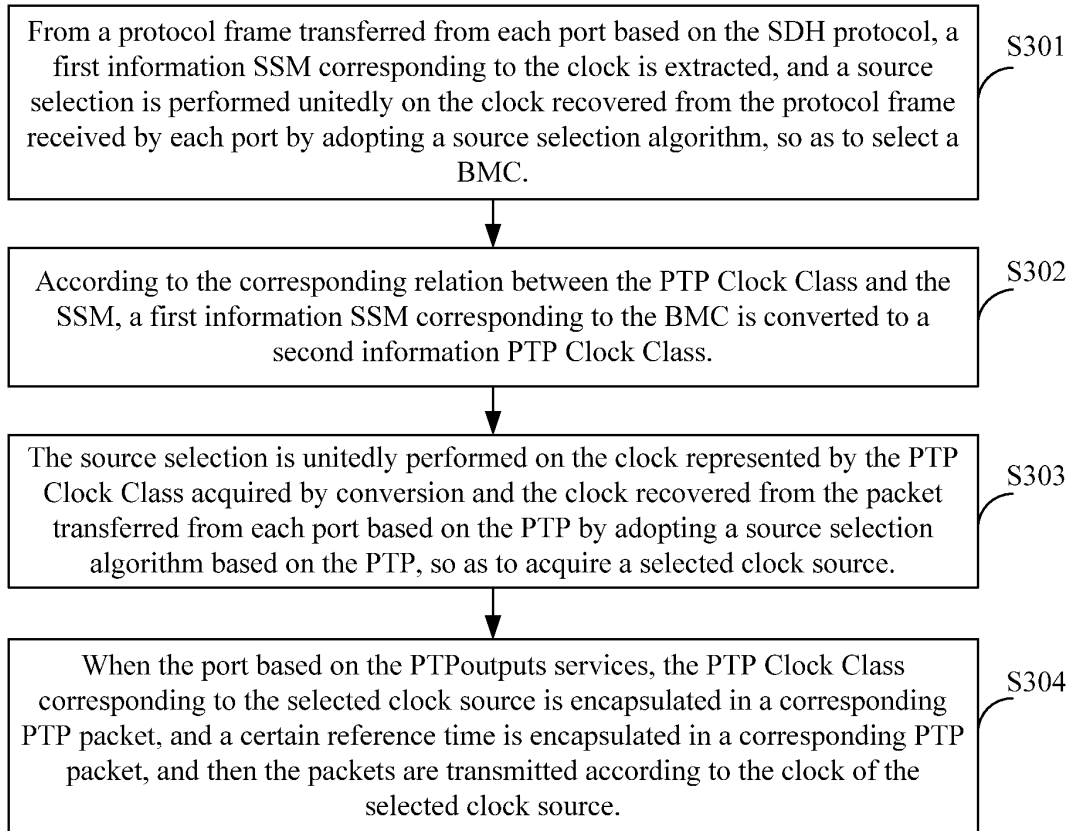 From a protocol frame transferred from each port based on the SDH protocol, a
first information SSM corresponding to the clock is extracted, and a source
selection is performed unitedly on the clock recovered from the protocol frame
received by each port by adopting a source selection algorithm, so as to select a
BMC.
S301
According to the corresponding relation between the PTP Clock Class and the
SSM, a first information SSM corresponding to the BMC is converted to a
second information PTP Clock Class.
S302
The source selection is unitedly performed on the clock represented by the PTP
Clock Class acquired by conversion and the clock recovered from the packet
transferred from each port based on the PTP by adopting a source selection
algorithm based on the PTP, so as to acquire a selected clock source.
S303
When the port based on the PTPoutputs services, the PTP Clock Class
corresponding to the selected clock source is encapsulated in a corresponding
PTP packet, and a certain reference time is encapsulated in a corresponding PTP
packet, and then the packets are transmitted according to the clock of the
selected clock source.
S304